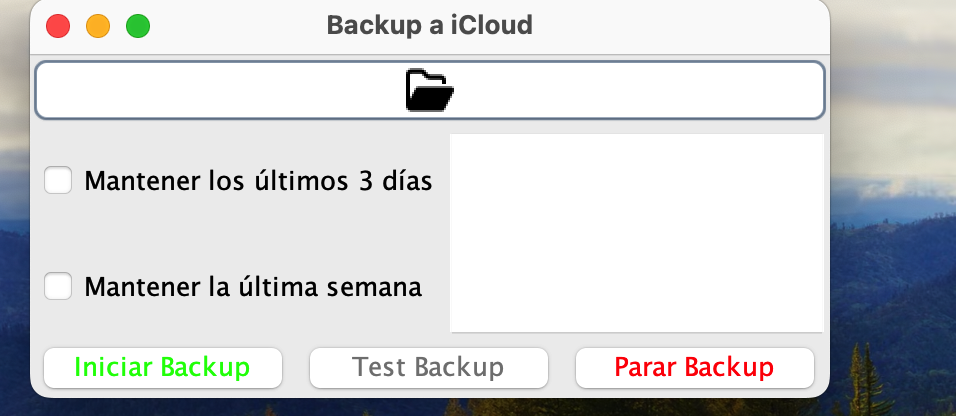 Backup a iCloud
Mantener los últimos 3 días
Mantener la última semana
Iniciar Backup
Test Backup
Parar Backup